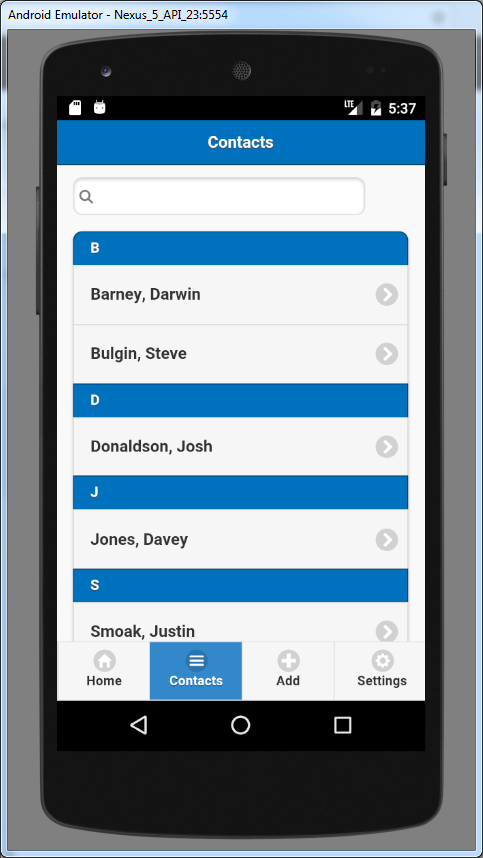 Android Emulator - Nexus_5_API_23:5554
LTE 5:37
Contacts
B
Barney, Darwin
Bulgin, Steve
D
Donaldson, Josh
J
Jones, Davey
S
Smoak, Justin
Home Contacts Add Settings